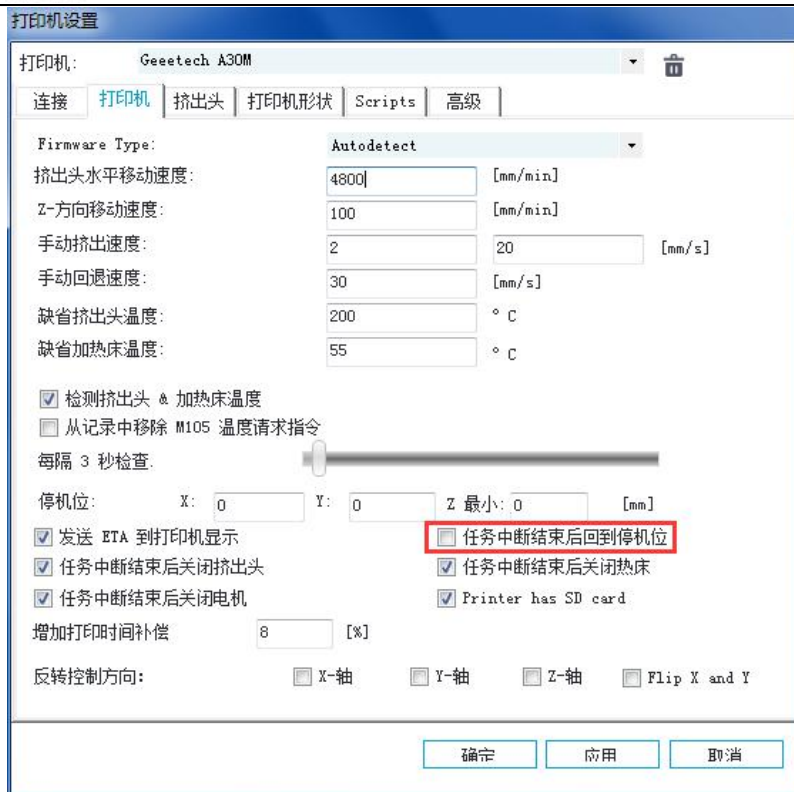 打印机设置
打印机: Geeetech A30M
连接 打印机 挤出头 打印机形状 Scripts 高级
Firmware Type: Autodetect
挤出头水平移动速度: 4800 [mm/min]
Z-方向移动速度: 100 [mm/min]
手动挤出速度: 2 20 [mm/s]
手动回退速度: 30 [mm/s]
缺省挤出头温度: 200 ° C
缺省加热床温度: 55 ° C
检测挤出头 & 加热床温度
从记录中移除 M105 温度请求指令
每隔 3 秒检查.
停机位: X: 0 Y: 0 Z 最小: 0 [mm]
发送 ETA 到打印机显示 任务中断结束后回到停机位
任务中断结束后关闭挤出头 任务中断结束后关闭热床
任务中断结束后关闭电机 Printer has SD card
增加打印时间补偿 8 [%]
反转控制方向: X-轴 Y-轴 Z-轴 Flip X and Y
确定 应用 取消